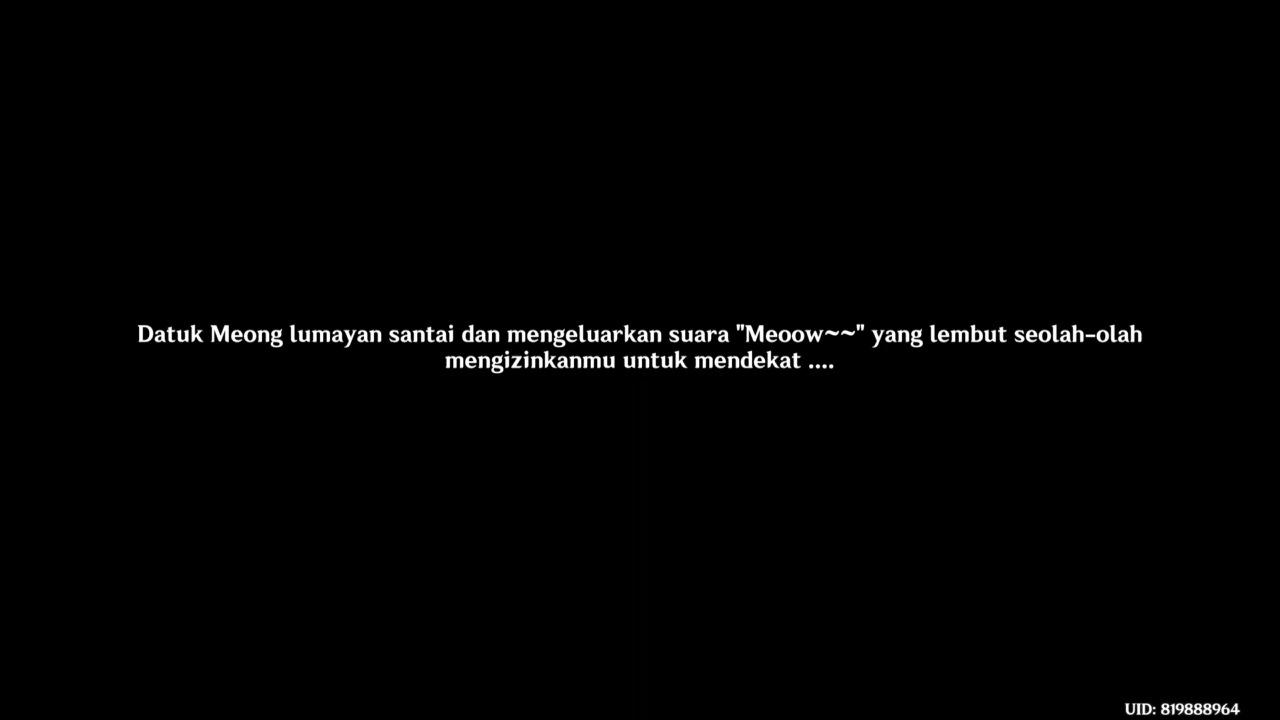 Datuk Meong lumayan santai dan mengeluarkan suara "Meoow~~" yang lembut seolah-olah
mengizinkanmu untuk mendekat ....
UID: 819888964